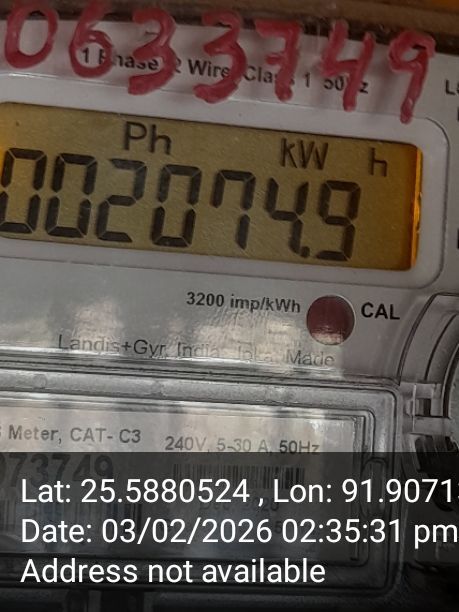 0633749
1 Phase 2 Wire Class 1 50Hz
Ph kW h
002074.9
3200 imp/kWh CAL
Landis+Gyr, India, Joka, Made
Meter, CAT- C3 240V, 5-30 A, 50Hz
Lat: 25.5880524 , Lon: 91.9071
Date: 03/02/2026 02:35:31 pm
Address not available